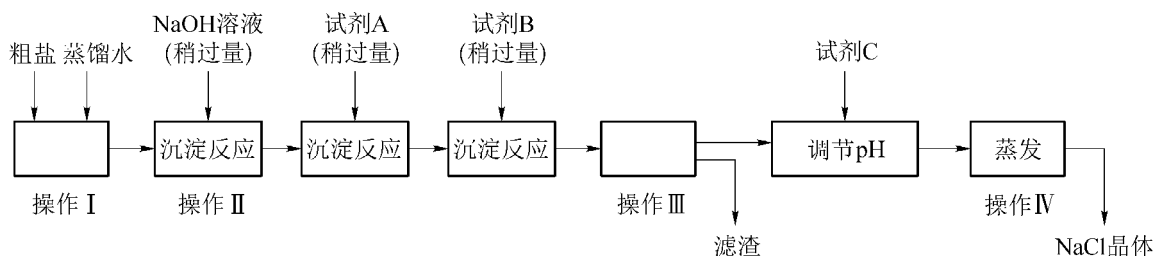 粗盐 蒸馏水
NaOH溶液
(稍过量)
试剂A
(稍过量)
试剂B
(稍过量)
试剂C
沉淀反应
沉淀反应
沉淀反应
调节pH
蒸发
操作Ⅰ
操作Ⅱ
操作Ⅲ
操作Ⅳ
滤渣
NaCl晶体